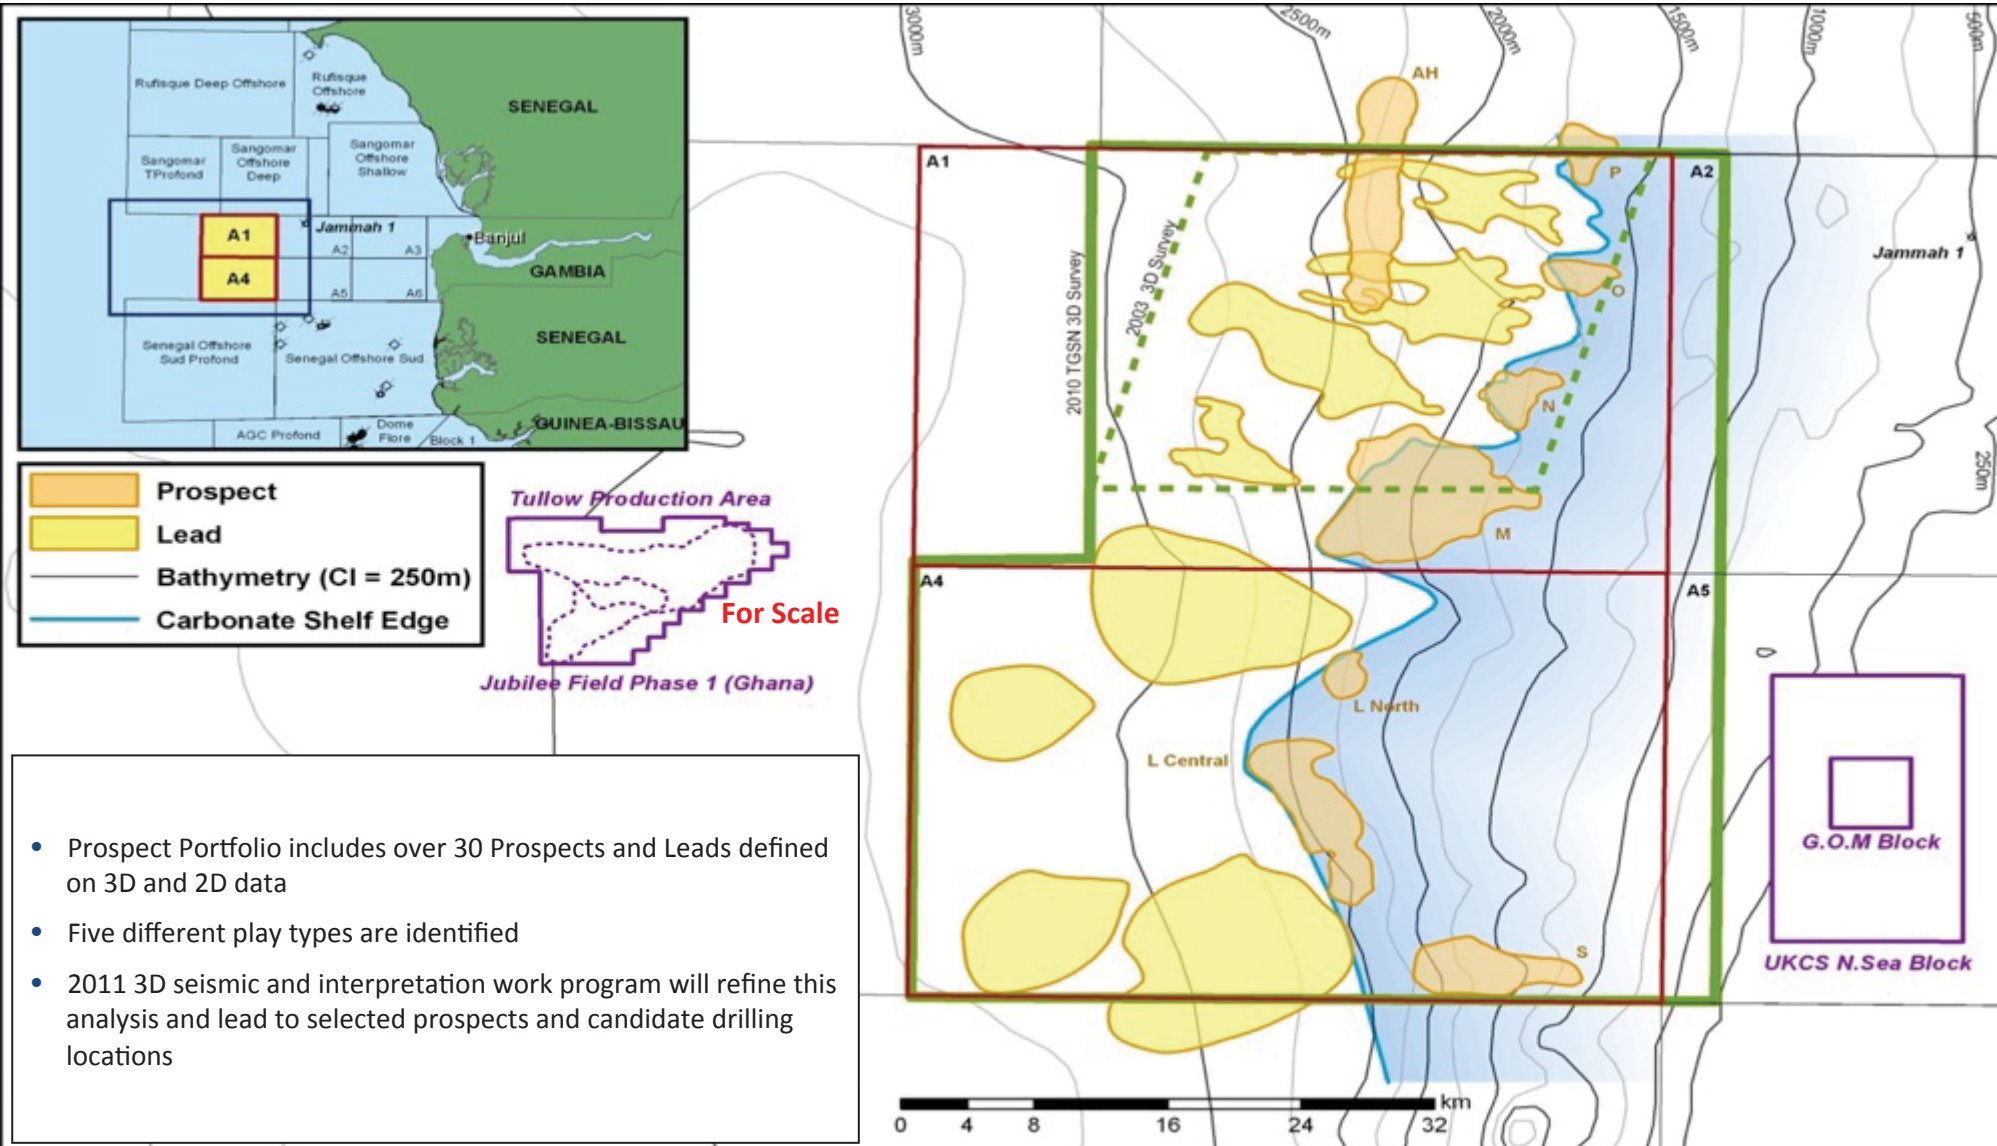 Rufisque Deep Offshore
Rufisque
Offshore
SENEGAL
Sangomar
TProfond
Sangomar
Offshore
Deep
Sangomar
Offshore
Shallow
A1
A4
Jammah 1
A2
A3
A5
A6
Banjul
GAMBIA
Senegal Offshore
Sud Profond
Senegal Offshore Sud
SENEGAL
AGC Profond
Dome
Flore
Block 1
GUINEA-BISSAU
Prospect
Lead
Bathymetry (CI = 250m)
Carbonate Shelf Edge
Tullow Production Area
For Scale
Jubilee Field Phase 1 (Ghana)
• Prospect Portfolio includes over 30 Prospects and Leads defined
on 3D and 2D data
• Five different play types are identified
• 2011 3D seismic and interpretation work program will refine this
analysis and lead to selected prospects and candidate drilling
locations
3000m
2500m
2000m
1500m
1000m
500m
250m
AH
A1
P
A2
2010 TGSN 3D Survey
2003 3D Survey
Jammah 1
O
N
M
A4
A5
L North
L Central
S
G.O.M Block
UKCS N.Sea Block
km
0 4 8 16 24 32